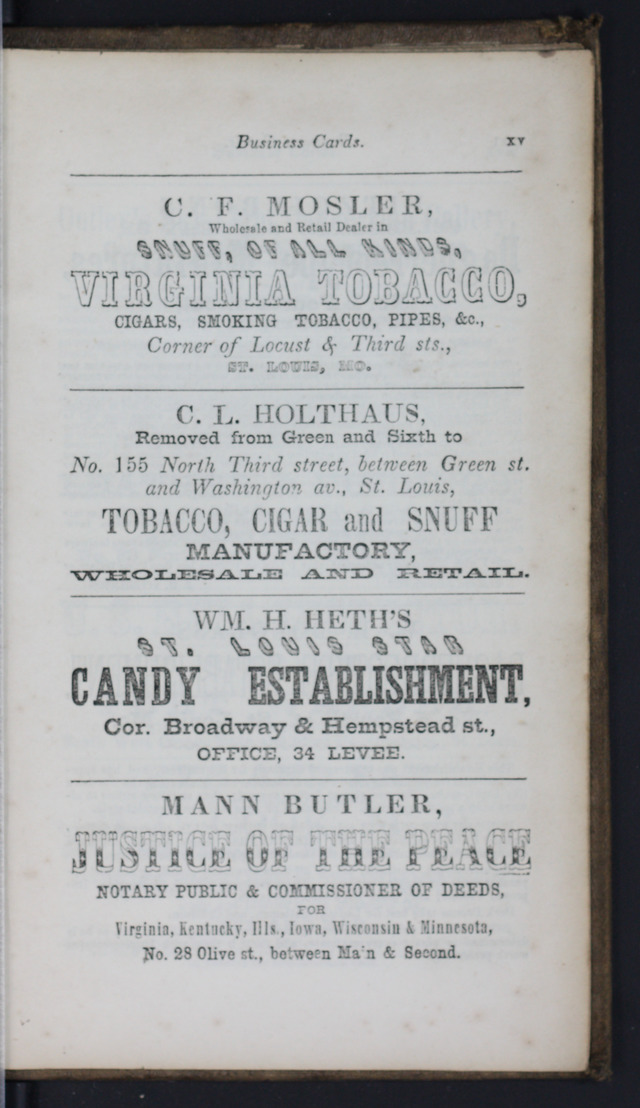 Business Cards. xv
C. F. MOSLER,
Wholesale and Retail Dealer in
SNUFF, OF ALL KINDS,
VIRGINIA TOBACCO,
CIGARS, SMOKING TOBACCO, PIPES, &c.,
Corner of Locust & Third sts.,
ST. LOUIS, MO.
C. L. HOLTHAUS,
Removed from Green and Sixth to
No. 155 North Third street, between Green st.
and Washington av., St. Louis,
TOBACCO, CIGAR and SNUFF
MANUFACTORY,
WHOLESALE AND RETAIL.
WM. H. HETH'S
ST. LOUIS STAR
CANDY ESTABLISHMENT,
Cor. Broadway & Hempstead st.,
OFFICE, 34 LEVEE.
MANN BUTLER,
JUSTICE OF THE PEACE
NOTARY PUBLIC & COMMISSIONER OF DEEDS,
FOR
Virginia, Kentucky, Ills., Iowa, Wisconsin & Minnesota,
No. 28 Olive st., between Main & Second.